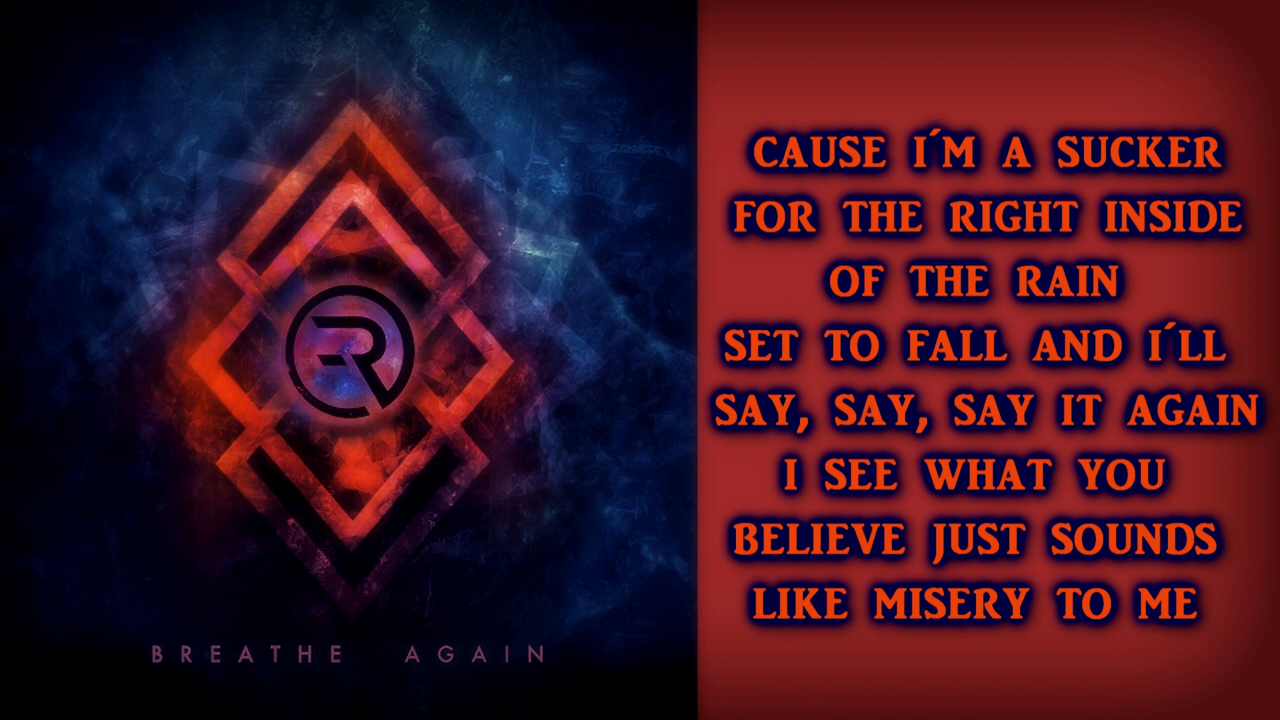 BREATHE AGAIN
CAUSE I´M A SUCKER
FOR THE RIGHT INSIDE
OF THE RAIN
SET TO FALL AND I´LL
SAY, SAY, SAY IT AGAIN
I SEE WHAT YOU
BELIEVE JUST SOUNDS
LIKE MISERY TO ME